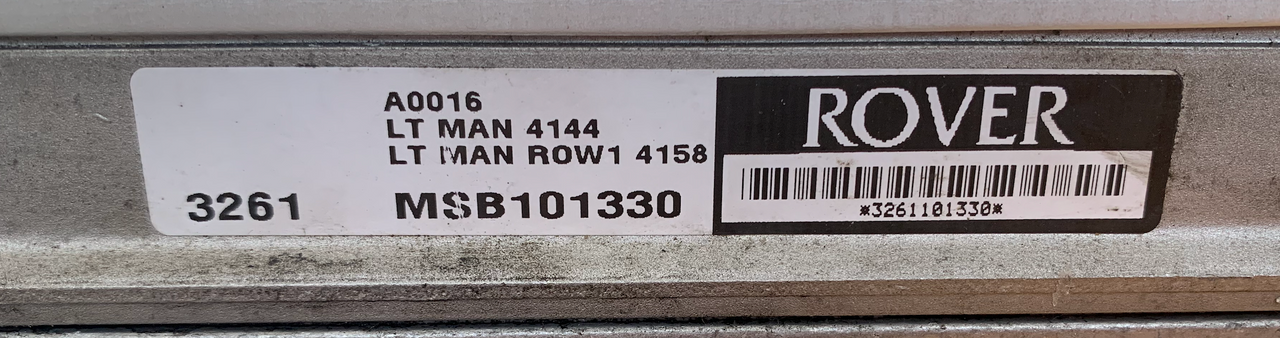 A0016
LT MAN 4144
LT MAN ROW1 4158
3261 MSB101330
ROVER
*3261101330*